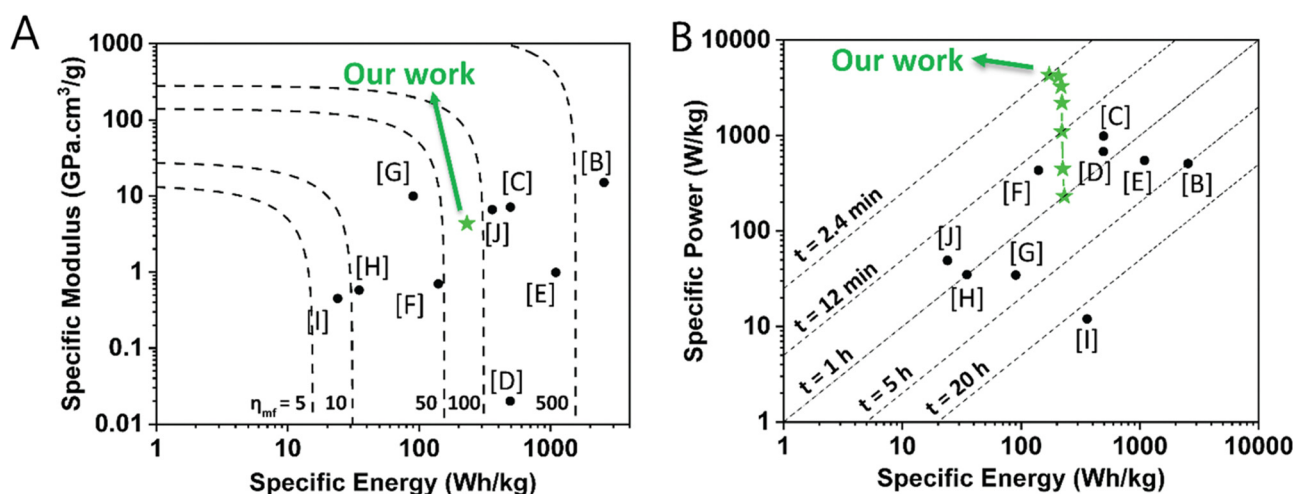 A
1000
100
10
1
0.1
0.01
Specific Modulus (GPa.cm³/g)
Our work
[G]
[C]
[B]
[J]
[H]
[I]
[F]
[E]
[D]
ηmf = 5 10 50 100 500
1 10 100 1000
Specific Energy (Wh/kg)
B
10000
1000
100
10
1
Specific Power (W/kg)
Our work
[C]
[D]
[E]
[B]
[F]
[J]
[G]
[H]
[I]
t = 2.4 min
t = 12 min
t = 1 h
t = 5 h
t = 20 h
1 10 100 1000 10000
Specific Energy (Wh/kg)